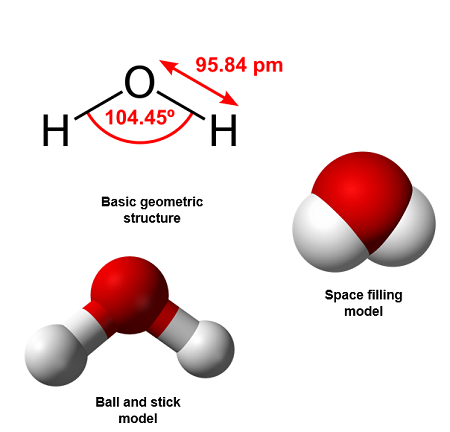 O
95.84 pm
H
104.45º
H
Basic geometric
structure
Space filling
model
Ball and stick
model